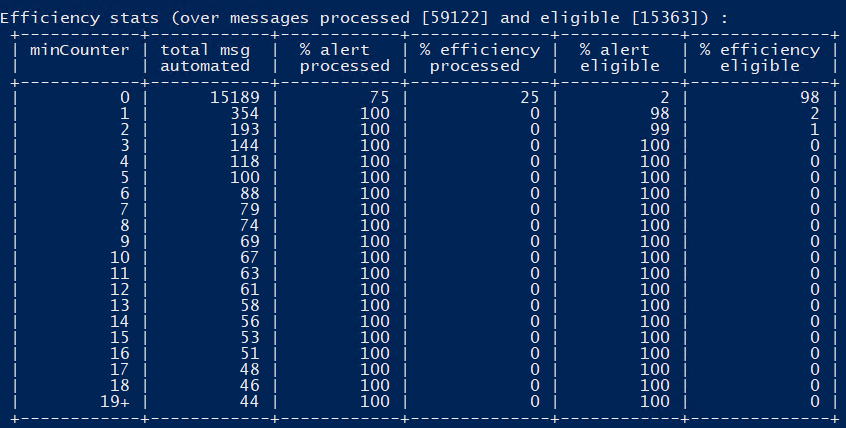 Efficiency stats (over messages processed [59122] and eligible [15363]) :
+------------+-----------+-----------+-------------+-----------+-------------+
| minCounter | total msg | % alert | % efficiency | % alert | % efficiency |
| | automated | processed | processed | eligible | eligible |
+------------+-----------+-----------+-------------+-----------+-------------+
| 0 | 15189 | 75 | 25 | 2 | 98 |
| 1 | 354 | 100 | 0 | 98 | 2 |
| 2 | 193 | 100 | 0 | 99 | 1 |
| 3 | 144 | 100 | 0 | 100 | 0 |
| 4 | 118 | 100 | 0 | 100 | 0 |
| 5 | 100 | 100 | 0 | 100 | 0 |
| 6 | 88 | 100 | 0 | 100 | 0 |
| 7 | 79 | 100 | 0 | 100 | 0 |
| 8 | 74 | 100 | 0 | 100 | 0 |
| 9 | 69 | 100 | 0 | 100 | 0 |
| 10 | 67 | 100 | 0 | 100 | 0 |
| 11 | 63 | 100 | 0 | 100 | 0 |
| 12 | 61 | 100 | 0 | 100 | 0 |
| 13 | 58 | 100 | 0 | 100 | 0 |
| 14 | 56 | 100 | 0 | 100 | 0 |
| 15 | 53 | 100 | 0 | 100 | 0 |
| 16 | 51 | 100 | 0 | 100 | 0 |
| 17 | 48 | 100 | 0 | 100 | 0 |
| 18 | 46 | 100 | 0 | 100 | 0 |
| 19+ | 44 | 100 | 0 | 100 | 0 |
+------------+-----------+-----------+-------------+-----------+-------------+